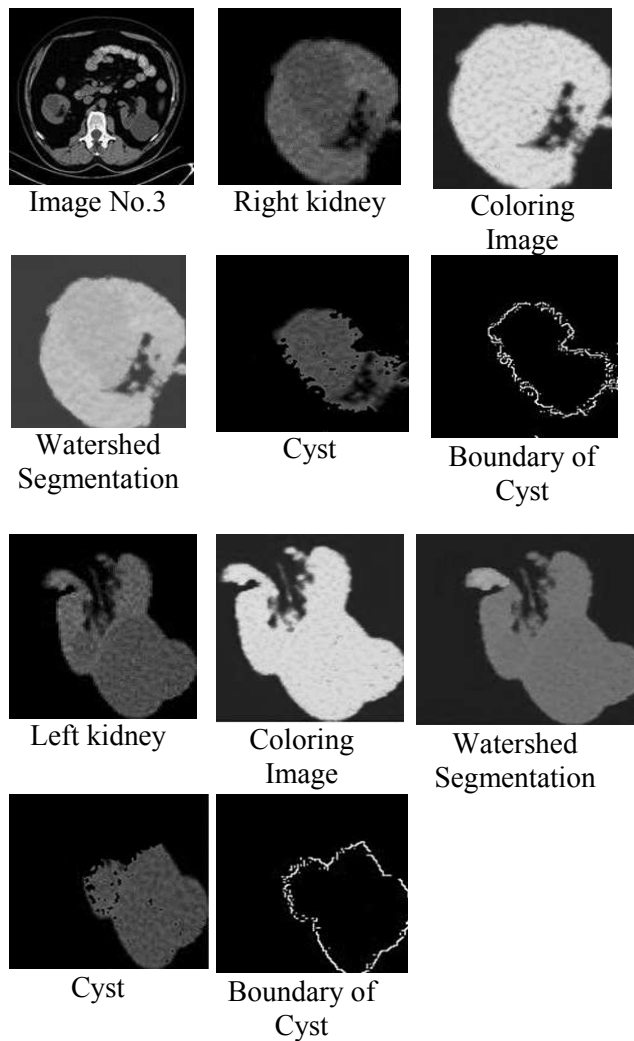 Image No.3
Right kidney
Coloring
Image
Watershed
Segmentation
Cyst
Boundary of
Cyst
Left kidney
Coloring
Image
Watershed
Segmentation
Cyst
Boundary of
Cyst